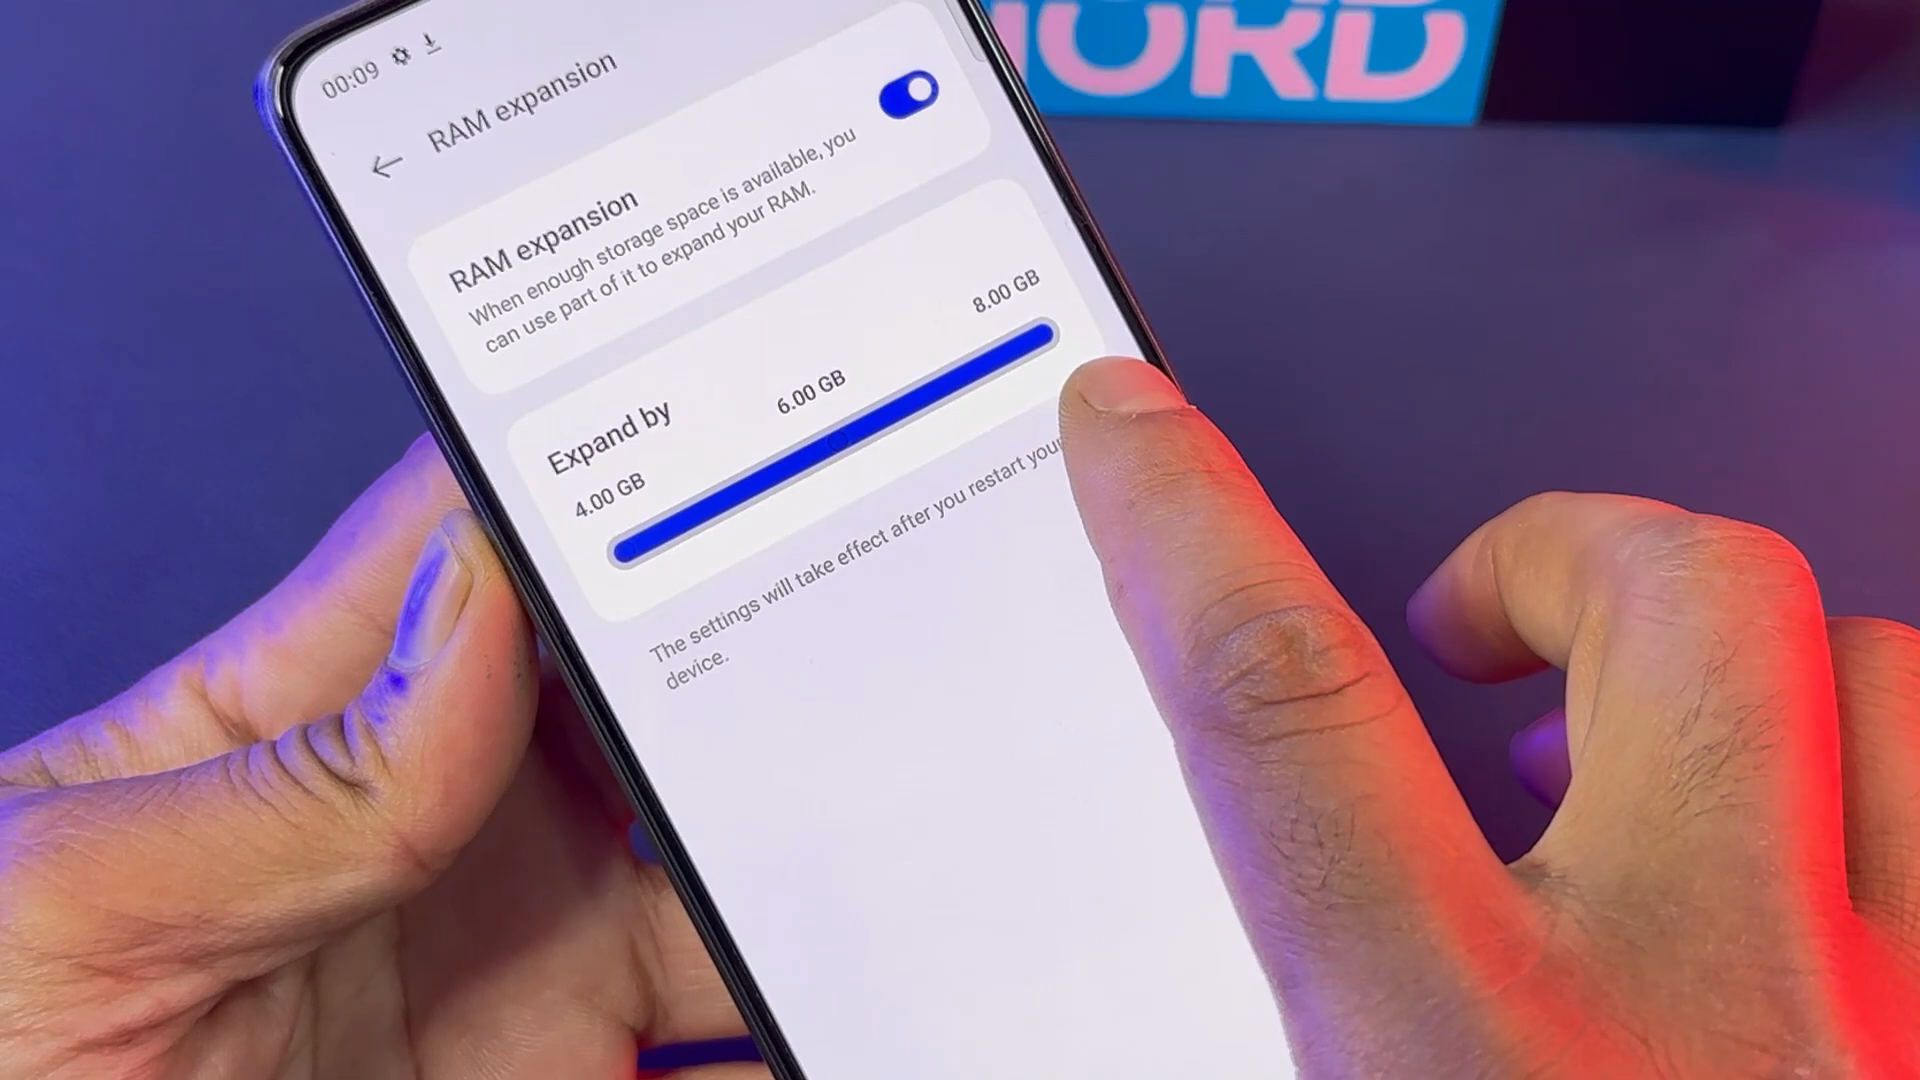 00:09
RAM expansion
RAM expansion
When enough storage space is available, you
can use part of it to expand your RAM.
Expand by
4.00 GB
6.00 GB
8.00 GB
The settings will take effect after you restart your
device.